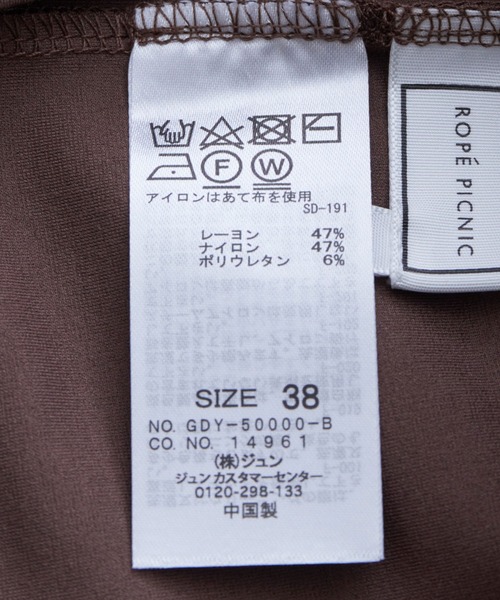 F W
アイロンはあて布を使用
SD-191
レーヨン 47%
ナイロン 47%
ポリウレタン 6%
SIZE 38
NO. GDY-50000-B
CO. NO. 14961
(株)ジュン
ジュンカスタマーセンター
0120-298-133
中国製
ROPÉ PICNIC